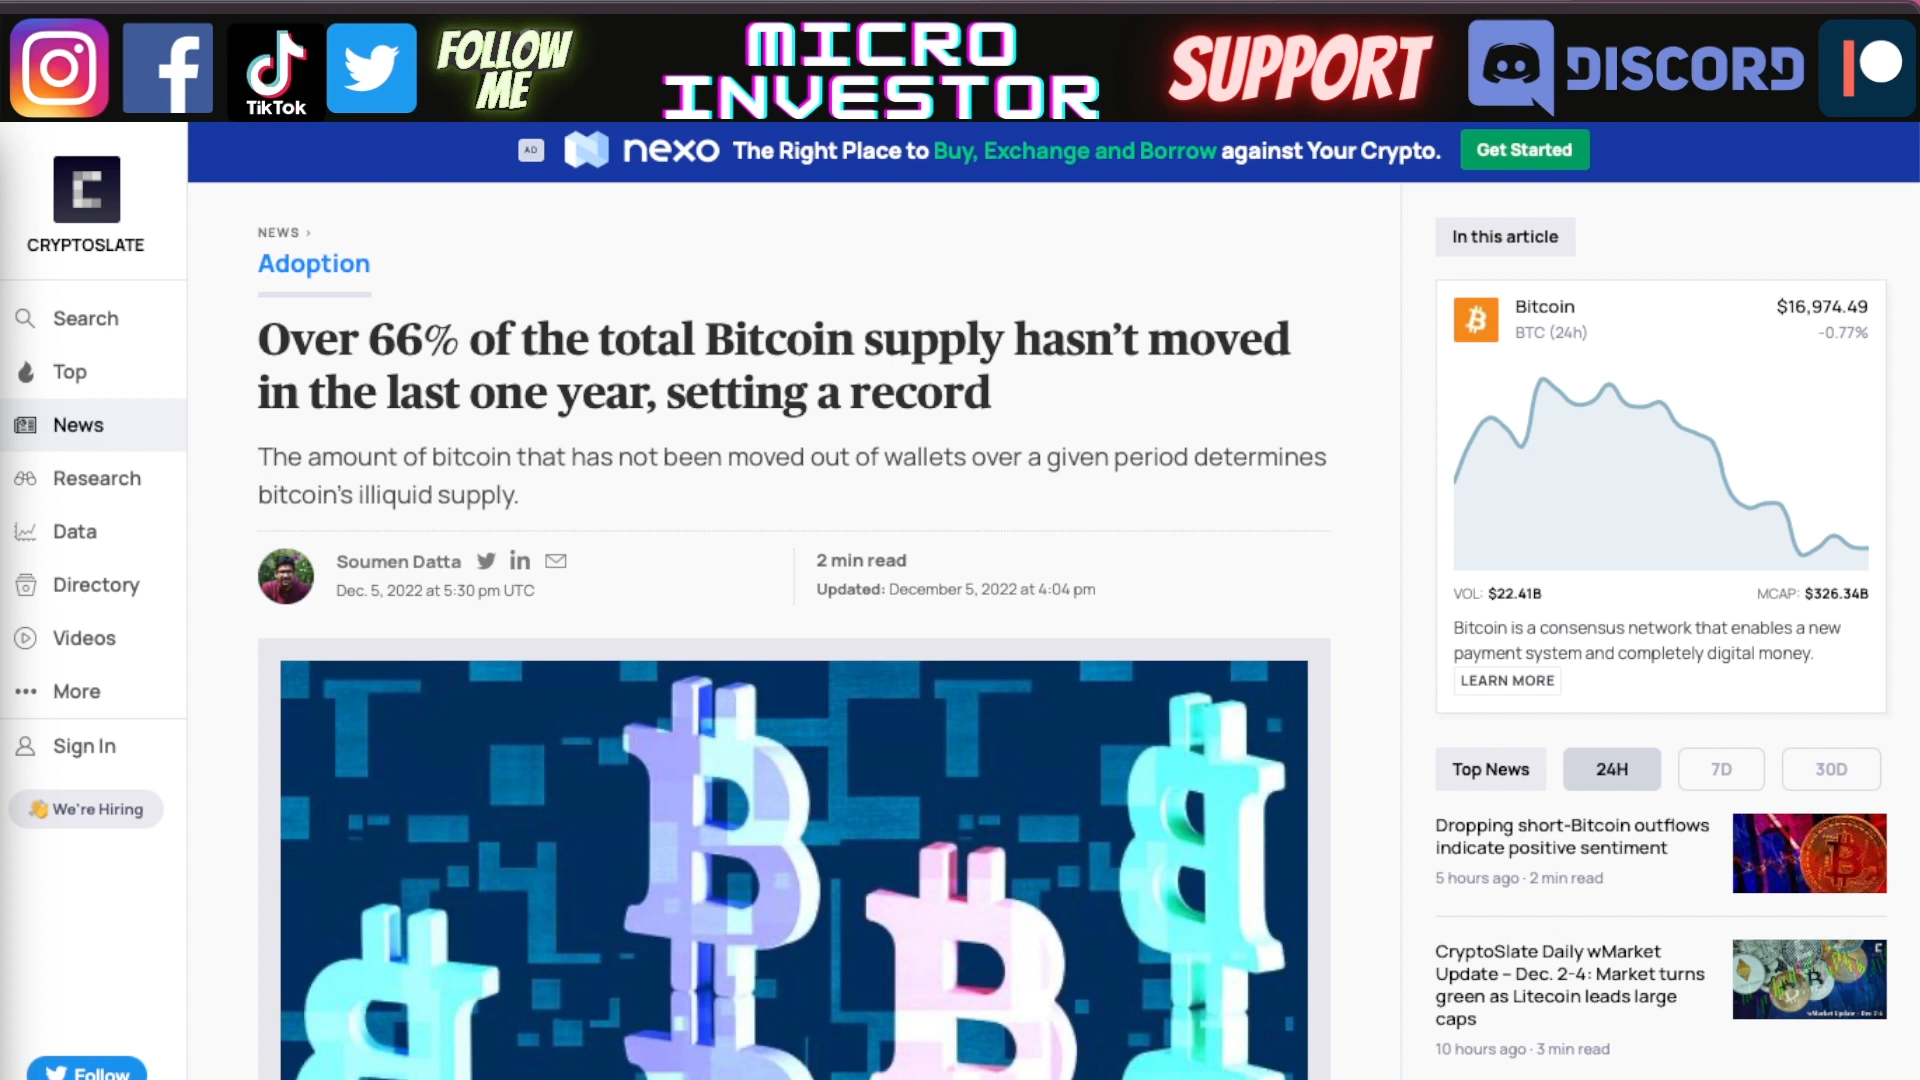 TikTok
FOLLOW
ME
MICRO
INVESTOR
SUPPORT
DISCORD
AD
nexo The Right Place to Buy, Exchange and Borrow against Your Crypto.
Get Started
CRYPTOSLATE
Search
Top
News
Research
Data
Directory
Videos
More
Sign In
We're Hiring
Follow
NEWS ›
Adoption
Over 66% of the total Bitcoin supply hasn’t moved
in the last one year, setting a record
The amount of bitcoin that has not been moved out of wallets over a given period determines
bitcoin’s illiquid supply.
Soumen Datta
Dec. 5, 2022 at 5:30 pm UTC
2 min read
Updated: December 5, 2022 at 4:04 pm
In this article
Bitcoin $16,974.49
BTC (24h) -0.77%
VOL: $22.41B MCAP: $326.34B
Bitcoin is a consensus network that enables a new
payment system and completely digital money.
LEARN MORE
Top News 24H 7D 30D
Dropping short-Bitcoin outflows
indicate positive sentiment
5 hours ago · 2 min read
CryptoSlate Daily wMarket
Update – Dec. 2-4: Market turns
green as Litecoin leads large
caps
wMarket Update - Dec 2-4
10 hours ago · 3 min read